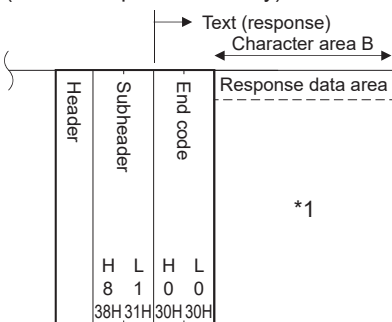 Text (response)
Character area B
Header
Subheader
End code
Response data area
*1
H L H L
8 1 0 0
38H 31H 30H 30H